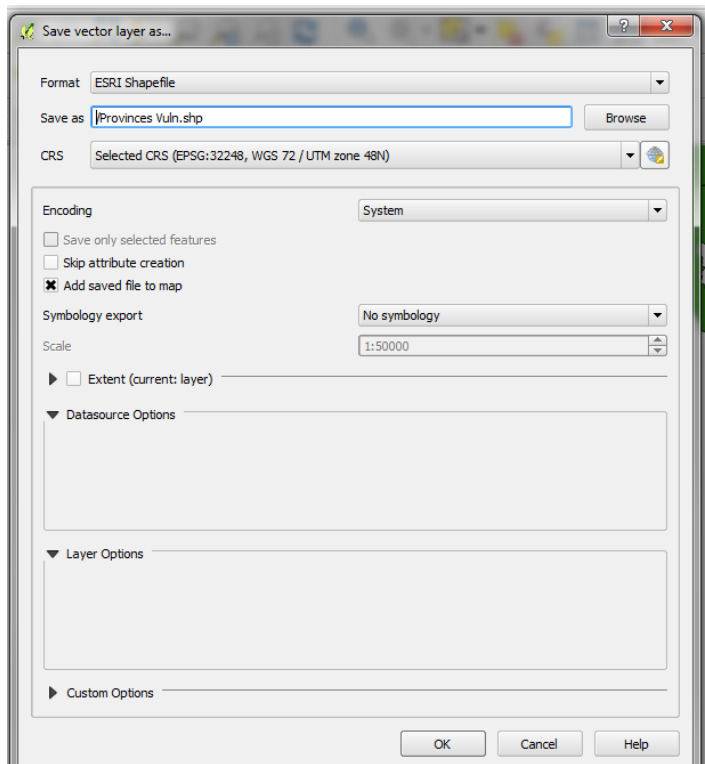 Save vector layer as...
Format ESRI Shapefile
Save as /Provinces Vuln.shp Browse
CRS Selected CRS (EPSG:32248, WGS 72 / UTM zone 48N)
Encoding System
Save only selected features
Skip attribute creation
Add saved file to map
Symbology export No symbology
Scale 1:50000
Extent (current: layer)
Datasource Options
Layer Options
Custom Options
OK Cancel Help